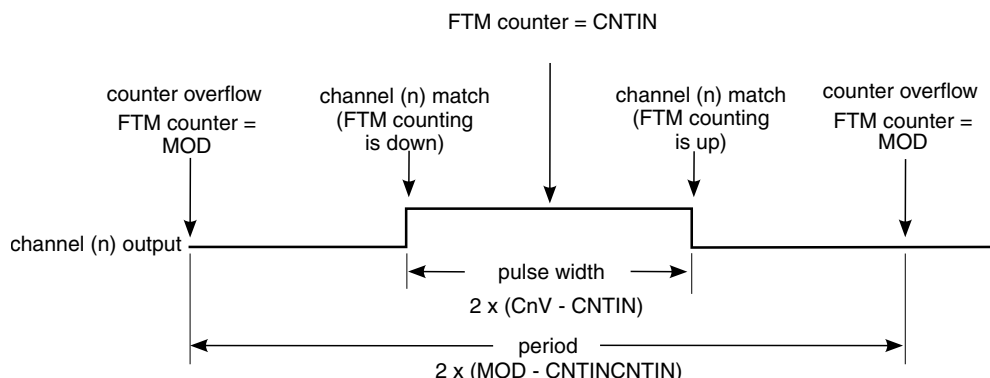 FTM counter = CNTIN
counter overflow
FTM counter =
MOD
channel (n) match
(FTM counting
is down)
channel (n) match
(FTM counting
is up)
counter overflow
FTM counter =
MOD
channel (n) output
pulse width
2 x (CnV - CNTIN)
period
2 x (MOD - CNTINCNTIN)